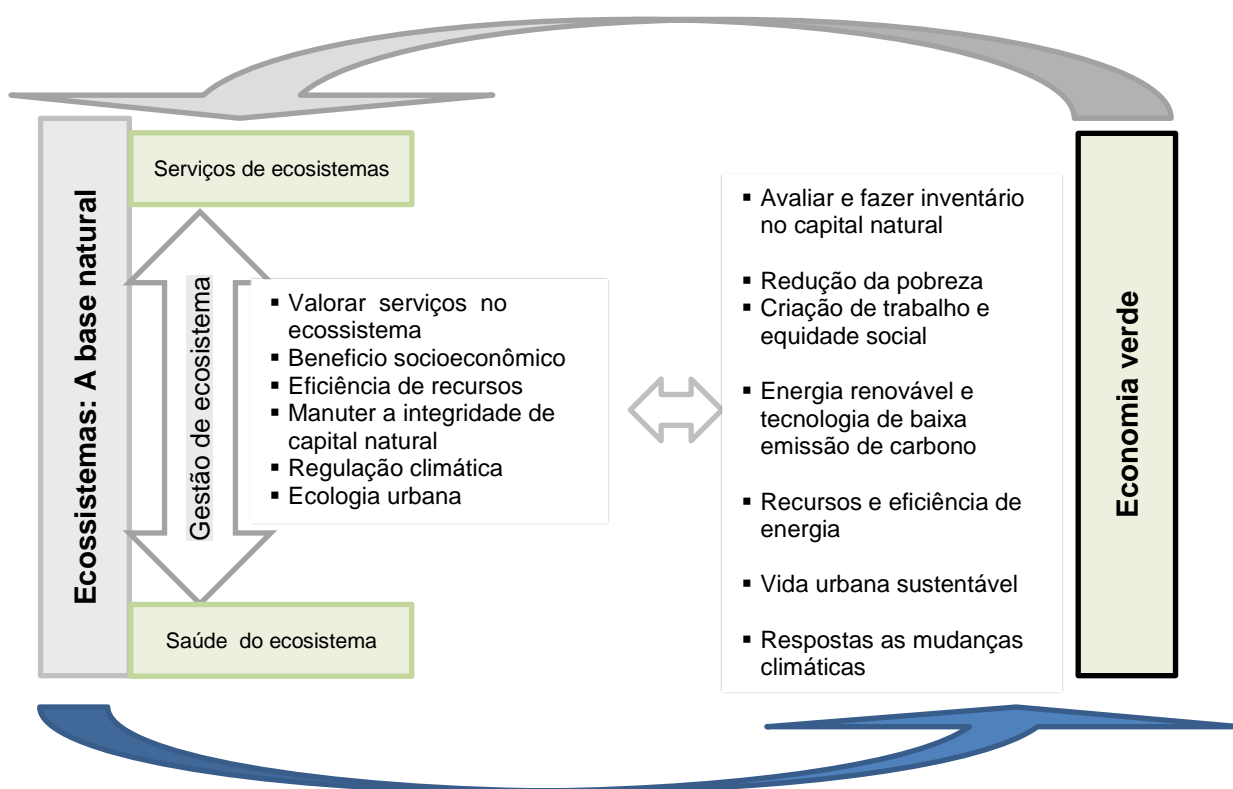 Ecossistemas: A base natural
Serviços de ecosistemas
Gestão de ecosistema
Saúde do ecosistema
▪ Valorar serviços no
ecossistema
▪ Beneficio socioeconômico
▪ Eficiência de recursos
▪ Manuter a integridade de
capital natural
▪ Regulação climática
▪ Ecologia urbana
▪ Avaliar e fazer inventário
no capital natural
▪ Redução da pobreza
▪ Criação de trabalho e
equidade social
▪ Energia renovável e
tecnologia de baixa
emissão de carbono
▪ Recursos e eficiência de
energia
▪ Vida urbana sustentável
▪ Respostas as mudanças
climáticas
Economia verde